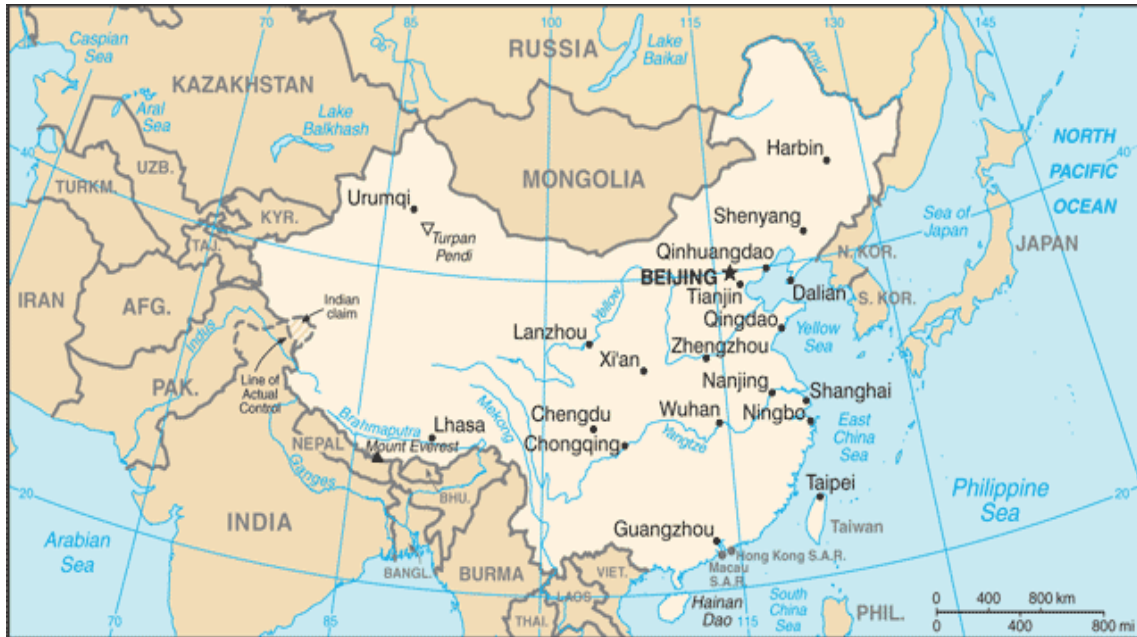 70
85
100
115
130
145
Caspian
Sea
RUSSIA
Lake
Baikal
Amur
KAZAKHSTAN
Aral
Sea
Lake
Balkhash
Harbin
NORTH
PACIFIC
OCEAN
40
40
UZB.
TURKM.
MONGOLIA
Urumqi
KYR.
Turpan
Pendi
Shenyang
Sea of
Japan
TAJ.
Qinhuangdao
JAPAN
N. KOR.
BEIJING
Tianjin
Dalian
IRAN
AFG.
Indian
claim
Yellow
S. KOR.
Qingdao
Indus
Lanzhou
Yellow
Sea
Zhengzhou
Xi'an
PAK.
Line of
Actual
Control
Nanjing
Shanghai
Mekong
Chengdu
Wuhan
Ningbo
Brahmaputra
Lhasa
East
China
Sea
NEPAL
Mount Everest
Chongqing
Yangtze
Ganges
BHU.
Taipei
Philippine
Sea
20
20
INDIA
Guangzhou
Taiwan
Arabian
Sea
Hong Kong S.A.R.
Macau
S.A.R.
BANGL.
BURMA
VIET.
LAOS
Hainan
Dao
South
China
Sea
PHIL.
THAI.
0 400 800 km
0 400 800 mi
70
85
115